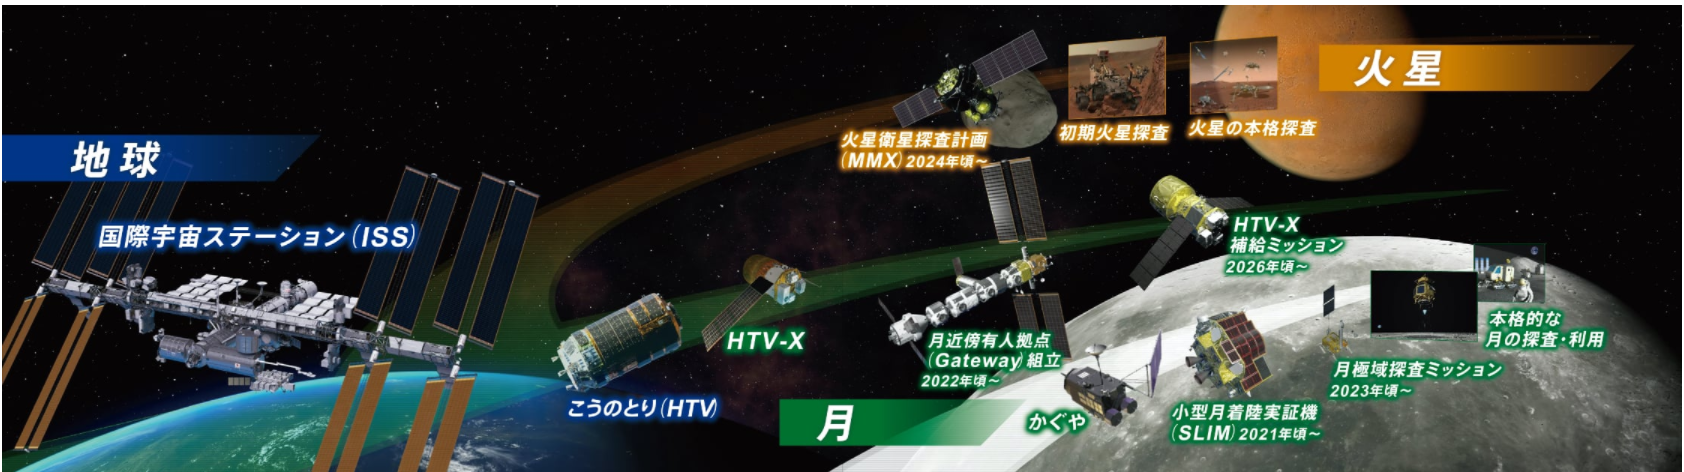 地球
国際宇宙ステーション(ISS)
こうのとり(HTV)
HTV-X
火星
火星衛星探査計画
(MMX)2024年頃~
初期火星探査
火星の本格探査
月
月近傍有人拠点
(Gateway)組立
2022年頃~
HTV-X
補給ミッション
2026年頃~
かぐや
小型月着陸実証機
(SLIM)2021年頃~
月極域探査ミッション
2023年頃~
本格的な
月の探査・利用